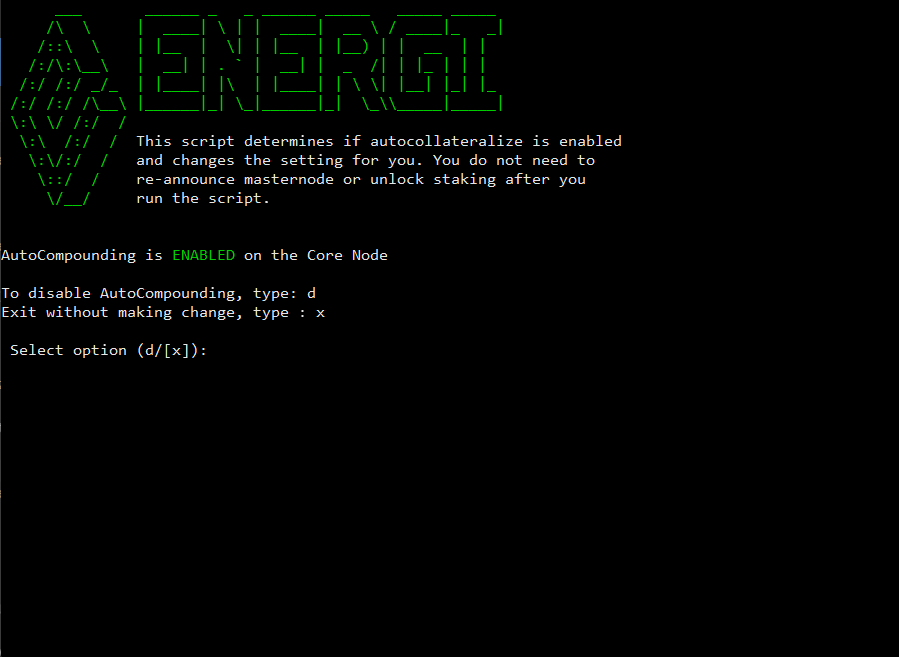 ENERGI
This script determines if autocollateralize is enabled
and changes the setting for you. You do not need to
re-announce masternode or unlock staking after you
run the script.
AutoCompounding is ENABLED on the Core Node
To disable AutoCompounding, type: d
Exit without making change, type : x
Select option (d/[x]):